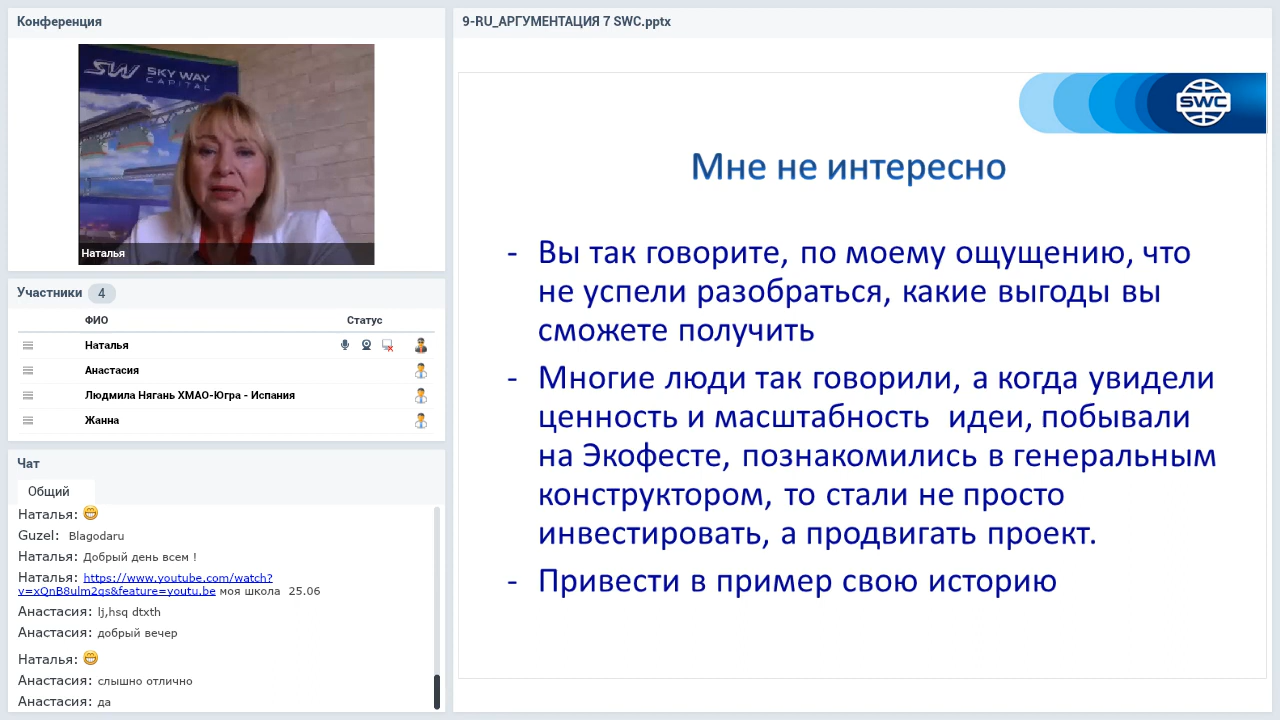 Конференция
SKY WAY
CAPITAL
Наталья
Участники 4
ФИО Статус
Наталья
Анастасия
Людмила Нягань ХМАО-Югра - Испания
Жанна
Чат
Общий
Наталья:
Guzel: Blagodaru
Наталья: Добрый день всем !
Наталья: https://www.youtube.com/watch?
v=xQnB8ulm2qs&feature=youtu.be моя школа 25.06
Анастасия: lj,hsq dtxth
Анастасия: добрый вечер
Наталья:
Анастасия: слышно отлично
Анастасия: да
9-RU_АРГУМЕНТАЦИЯ 7 SWC.pptx
SWC
Мне не интересно
- Вы так говорите, по моему ощущению, что
не успели разобраться, какие выгоды вы
сможете получить
- Многие люди так говорили, а когда увидели
ценность и масштабность идеи, побывали
на Экофесте, познакомились в генеральным
конструктором, то стали не просто
инвестировать, а продвигать проект.
- Привести в пример свою историю